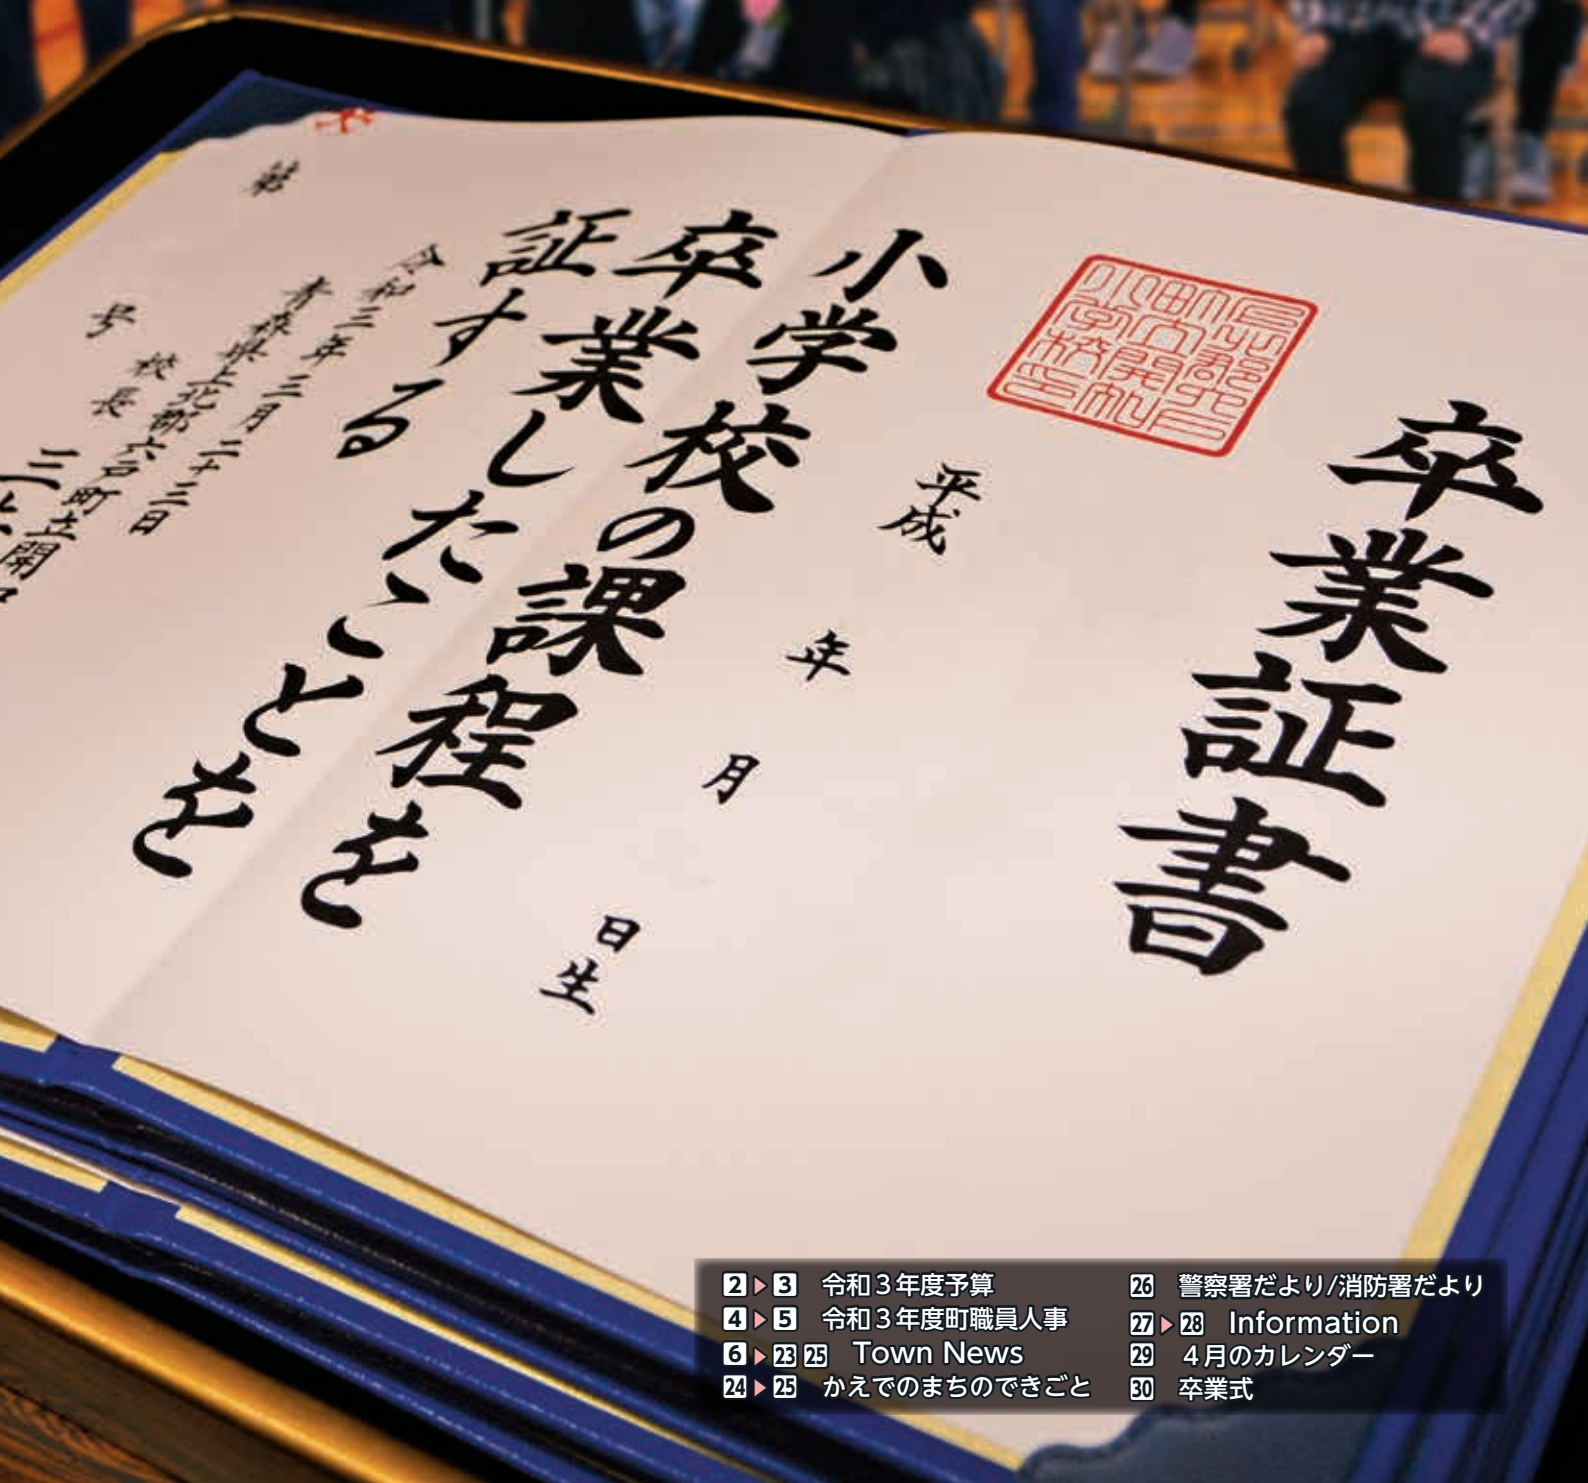 卒業証書
平成 年 月 日生
小学校の課程を
卒業したことを
証する
令和三年三月二十三日
青森県上北郡六戸町立開
校長 三
第 号
2▶3 令和3年度予算
4▶5 令和3年度町職員人事
6▶23 25 Town News
24▶25 かえでのまちのできごと
26 警察署だより/消防署だより
27▶28 Information
29 4月のカレンダー
30 卒業式